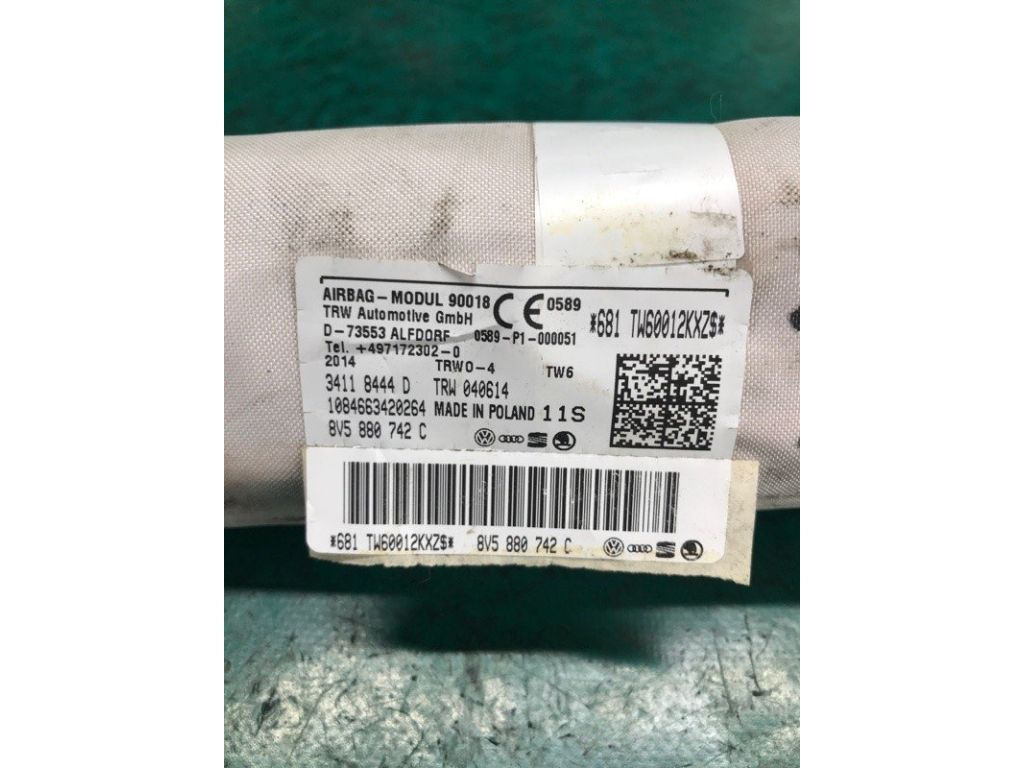 AIRBAG-MODUL 90018 CE 0589
TRW Automotive GmbH
D-73553 ALFDORF 0589-P1-000051
Tel. +497172302-0
2014 TRWO-4 TW6
3411 8444 D TRW 040614
1084663420264 MADE IN POLAND 11S
8V5 880 742 C
*681 TW60012KXZ$*
*681 TW60012KXZ$* 8V5 880 742 C